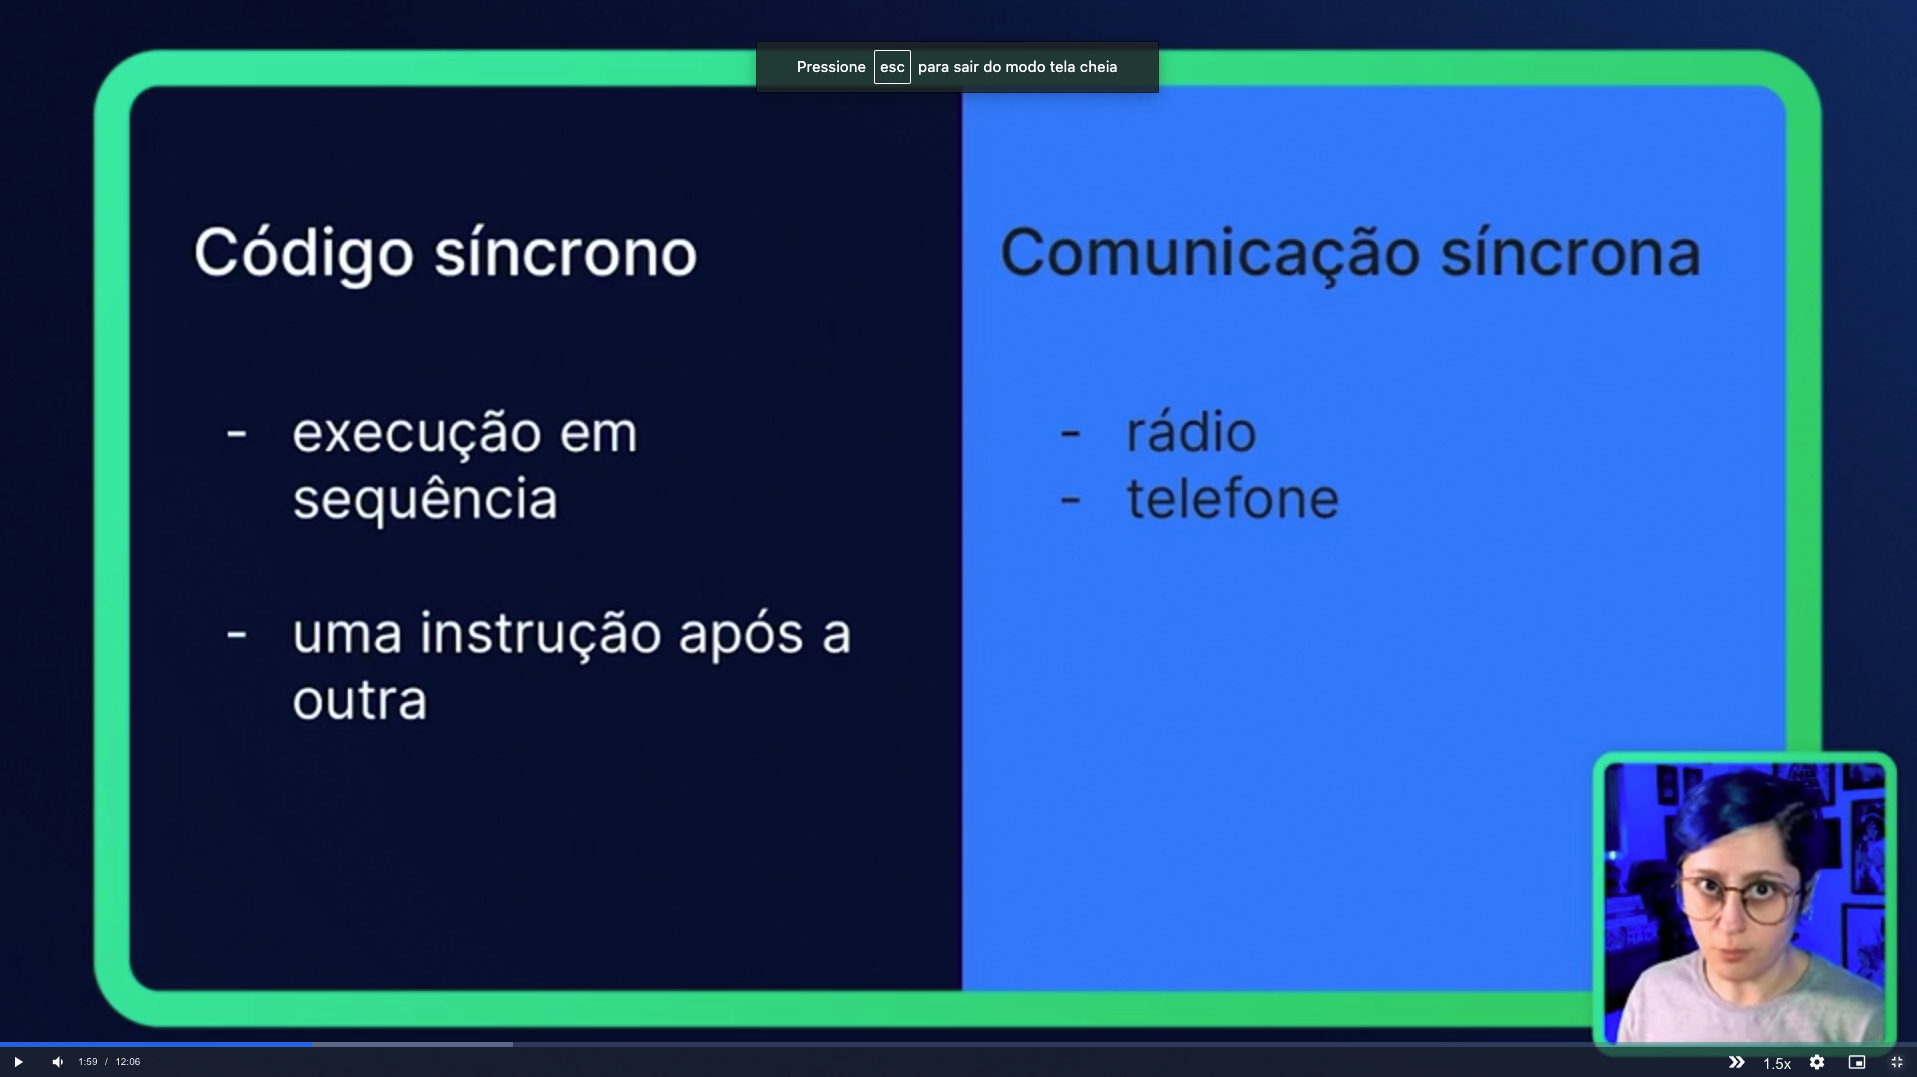 Pressione esc para sair do modo tela cheia
Código síncrono
- execução em
sequência
- uma instrução após a
outra
Comunicação síncrona
- rádio
- telefone
1:59 / 12:06
1.5x